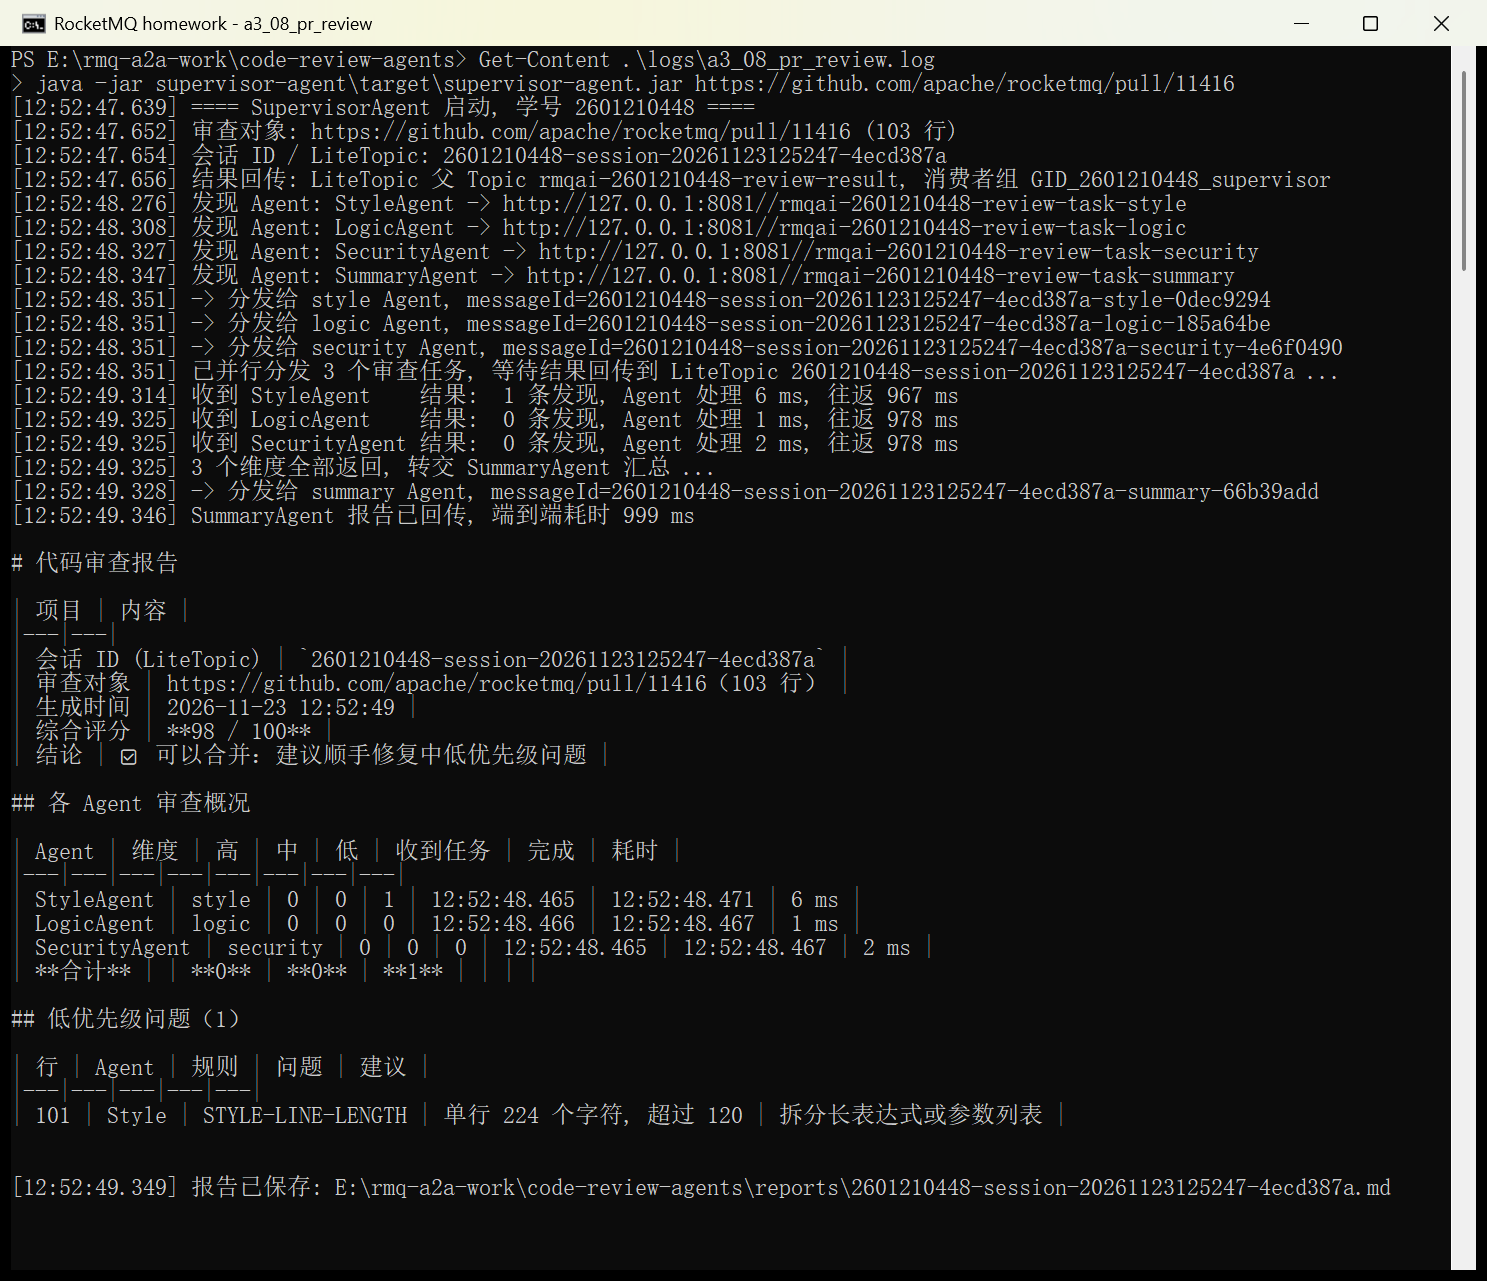 RocketMQ homework - a3_08_pr_review
PS E:\rmq-a2a-work\code-review-agents> Get-Content .\logs\a3_08_pr_review.log
> java -jar supervisor-agent\target\supervisor-agent.jar https://github.com/apache/rocketmq/pull/11416
[12:52:47.639] ==== SupervisorAgent 启动, 学号 2601210448 ====
[12:52:47.652] 审查对象: https://github.com/apache/rocketmq/pull/11416 (103 行)
[12:52:47.654] 会话 ID / LiteTopic: 2601210448-session-20261123125247-4ecd387a
[12:52:47.656] 结果回传: LiteTopic 父 Topic rmqai-2601210448-review-result, 消费者组 GID_2601210448_supervisor
[12:52:48.276] 发现 Agent: StyleAgent -> http://127.0.0.1:8081//rmqai-2601210448-review-task-style
[12:52:48.308] 发现 Agent: LogicAgent -> http://127.0.0.1:8081//rmqai-2601210448-review-task-logic
[12:52:48.327] 发现 Agent: SecurityAgent -> http://127.0.0.1:8081//rmqai-2601210448-review-task-security
[12:52:48.347] 发现 Agent: SummaryAgent -> http://127.0.0.1:8081//rmqai-2601210448-review-task-summary
[12:52:48.351] -> 分发给 style Agent, messageId=2601210448-session-20261123125247-4ecd387a-style-0dec9294
[12:52:48.351] -> 分发给 logic Agent, messageId=2601210448-session-20261123125247-4ecd387a-logic-185a64be
[12:52:48.351] -> 分发给 security Agent, messageId=2601210448-session-20261123125247-4ecd387a-security-4e6f0490
[12:52:48.351] 已并行分发 3 个审查任务, 等待结果回传到 LiteTopic 2601210448-session-20261123125247-4ecd387a ...
[12:52:49.314] 收到 StyleAgent    结果:  1 条发现, Agent 处理 6 ms, 往返 967 ms
[12:52:49.325] 收到 LogicAgent    结果:  0 条发现, Agent 处理 1 ms, 往返 978 ms
[12:52:49.325] 收到 SecurityAgent 结果:  0 条发现, Agent 处理 2 ms, 往返 978 ms
[12:52:49.325] 3 个维度全部返回, 转交 SummaryAgent 汇总 ...
[12:52:49.328] -> 分发给 summary Agent, messageId=2601210448-session-20261123125247-4ecd387a-summary-66b39add
[12:52:49.346] SummaryAgent 报告已回传, 端到端耗时 999 ms
# 代码审查报告
| 项目 | 内容 |
|---|---|
| 会话 ID (LiteTopic) | `2601210448-session-20261123125247-4ecd387a` |
| 审查对象 | https://github.com/apache/rocketmq/pull/11416（103 行） |
| 生成时间 | 2026-11-23 12:52:49 |
| 综合评分 | **98 / 100** |
| 结论 | ☑ 可以合并：建议顺手修复中低优先级问题 |
## 各 Agent 审查概况
| Agent | 维度 | 高 | 中 | 低 | 收到任务 | 完成 | 耗时 |
|---|---|---|---|---|---|---|---|
| StyleAgent | style | 0 | 0 | 1 | 12:52:48.465 | 12:52:48.471 | 6 ms |
| LogicAgent | logic | 0 | 0 | 0 | 12:52:48.466 | 12:52:48.467 | 1 ms |
| SecurityAgent | security | 0 | 0 | 0 | 12:52:48.465 | 12:52:48.467 | 2 ms |
| **合计** | | **0** | **0** | **1** | | | |
## 低优先级问题（1）
| 行 | Agent | 规则 | 问题 | 建议 |
|---|---|---|---|---|
| 101 | Style | STYLE-LINE-LENGTH | 单行 224 个字符, 超过 120 | 拆分长表达式或参数列表 |
[12:52:49.349] 报告已保存: E:\rmq-a2a-work\code-review-agents\reports\2601210448-session-20261123125247-4ecd387a.md